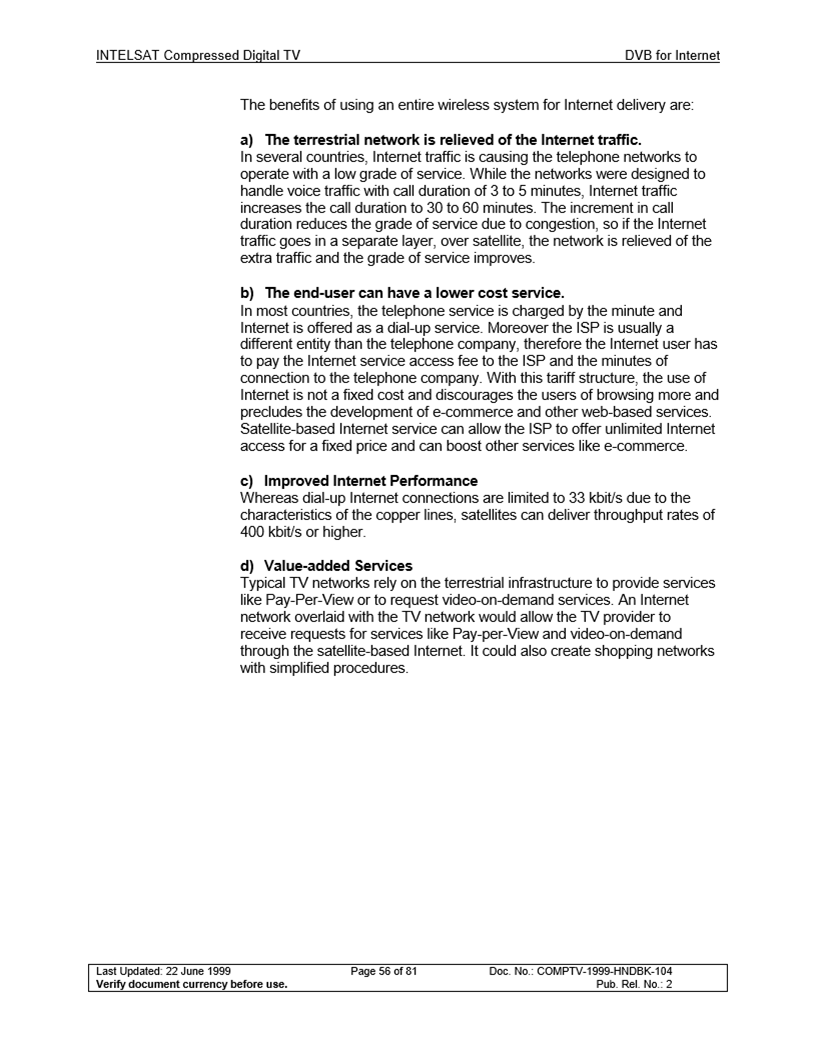 INTELSAT Compressed Digital TV DVB for Internet
The benefits of using an entire wireless system for Internet delivery are:
a) The terrestrial network is relieved of the Internet traffic.
In several countries, Internet traffic is causing the telephone networks to
operate with a low grade of service. While the networks were designed to
handle voice traffic with call duration of 3 to 5 minutes, Internet traffic
increases the call duration to 30 to 60 minutes. The increment in call
duration reduces the grade of service due to congestion, so if the Internet
traffic goes in a separate layer, over satellite, the network is relieved of the
extra traffic and the grade of service improves.
b) The end-user can have a lower cost service.
In most countries, the telephone service is charged by the minute and
Internet is offered as a dial-up service. Moreover the ISP is usually a
different entity than the telephone company, therefore the Internet user has
to pay the Internet service access fee to the ISP and the minutes of
connection to the telephone company. With this tariff structure, the use of
Internet is not a fixed cost and discourages the users of browsing more and
precludes the development of e-commerce and other web-based services.
Satellite-based Internet service can allow the ISP to offer unlimited Internet
access for a fixed price and can boost other services like e-commerce.
c) Improved Internet Performance
Whereas dial-up Internet connections are limited to 33 kbit/s due to the
characteristics of the copper lines, satellites can deliver throughput rates of
400 kbit/s or higher.
d) Value-added Services
Typical TV networks rely on the terrestrial infrastructure to provide services
like Pay-Per-View or to request video-on-demand services. An Internet
network overlaid with the TV network would allow the TV provider to
receive requests for services like Pay-per-View and video-on-demand
through the satellite-based Internet. It could also create shopping networks
with simplified procedures.
Last Updated: 22 June 1999 Page 56 of 81 Doc. No.: COMPTV-1999-HNDBK-104
Verify document currency before use. Pub. Rel. No.: 2